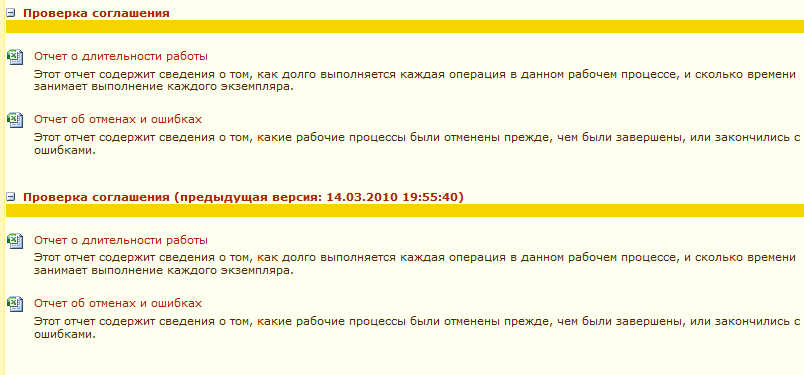 Проверка соглашения
Отчет о длительности работы
Этот отчет содержит сведения о том, как долго выполняется каждая операция в данном рабочем процессе, и сколько времени
занимает выполнение каждого экземпляра.
Отчет об отменах и ошибках
Этот отчет содержит сведения о том, какие рабочие процессы были отменены прежде, чем были завершены, или закончились с
ошибками.
Проверка соглашения (предыдущая версия: 14.03.2010 19:55:40)
Отчет о длительности работы
Этот отчет содержит сведения о том, как долго выполняется каждая операция в данном рабочем процессе, и сколько времени
занимает выполнение каждого экземпляра.
Отчет об отменах и ошибках
Этот отчет содержит сведения о том, какие рабочие процессы были отменены прежде, чем были завершены, или закончились с
ошибками.